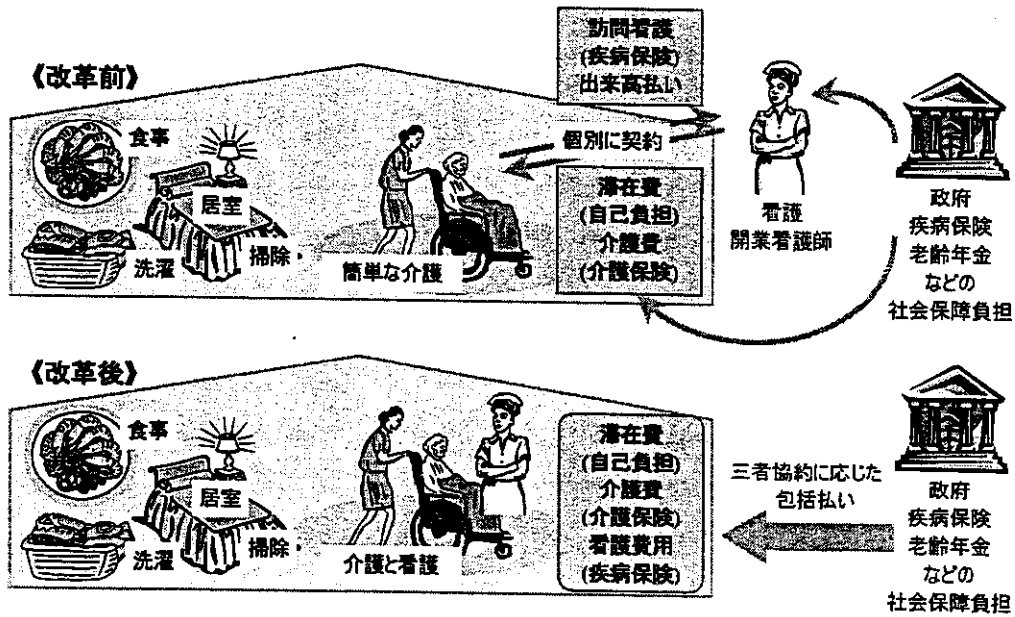 《改革前》
訪問看護
(疾病保険)
出来高払い
食事
居室
洗濯
掃除
簡単な介護
個別に契約
滞在費
(自己負担)
介護費
(介護保険)
看護
開業看護師
政府
疾病保険
老齢年金
などの
社会保障負担
《改革後》
食事
居室
洗濯
掃除
介護と看護
滞在費
(自己負担)
介護費
(介護保険)
看護費用
(疾病保険)
三者協約に応じた
包括払い
政府
疾病保険
老齢年金
などの
社会保障負担